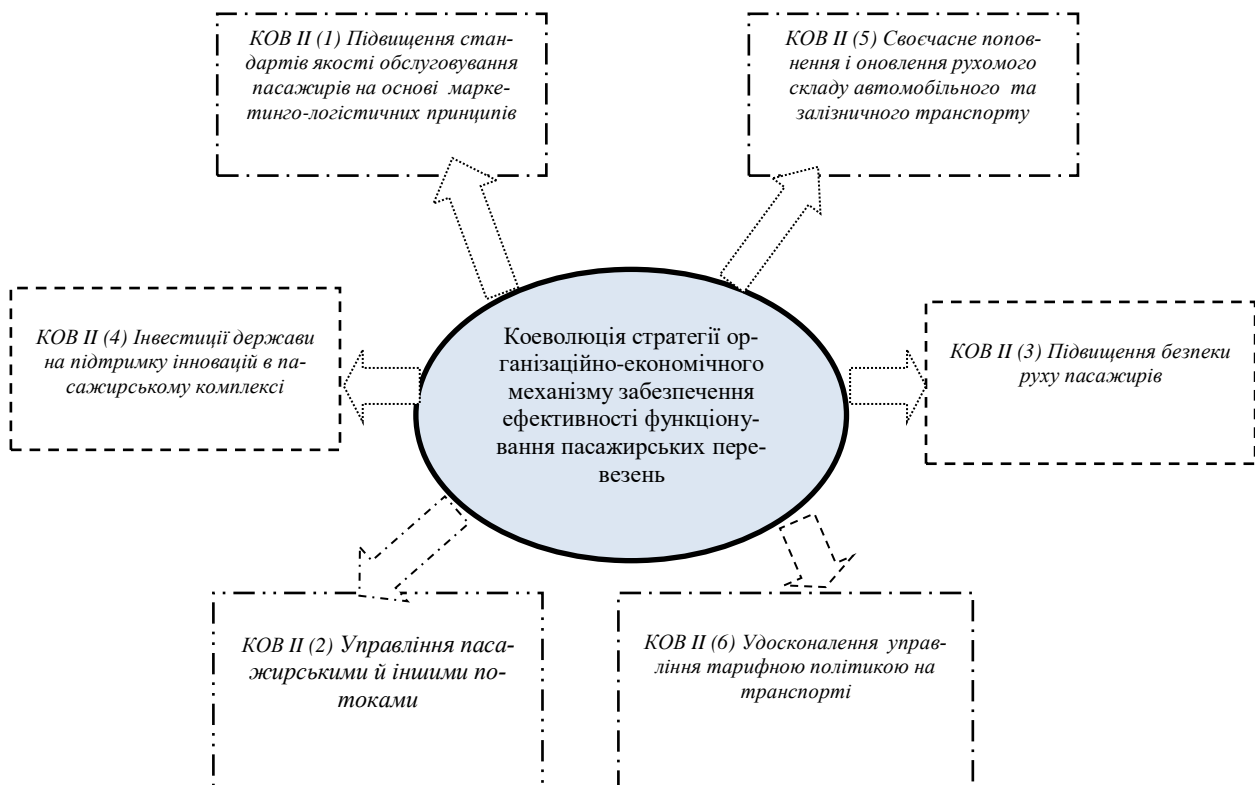 КОВ ІІ (1) Підвищення стан-
дартів якості обслуговування
пасажирів на основі марке-
тинго-логістичних принципів
КОВ ІІ (5) Своєчасне попов-
нення і оновлення рухомого
складу автомобільного та
залізничного транспорту
КОВ ІІ (4) Інвестиції держави
на підтримку інновацій в па-
сажирському комплексі
Коеволюція стратегії ор-
ганізаційно-економічного
механізму забезпечення
ефективності функціону-
вання пасажирських пере-
везень
КОВ ІІ (3) Підвищення безпеки
руху пасажирів
КОВ ІІ (2) Управління паса-
жирськими й іншими по-
токами
КОВ ІІ (6) Удосконалення управ-
ління тарифною політикою на
транспорті